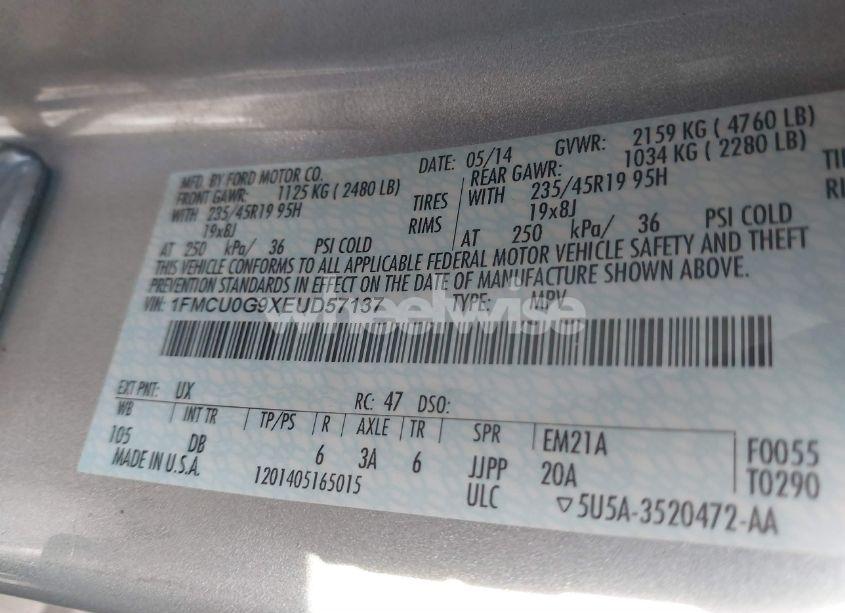 MFD. BY FORD MOTOR CO. DATE: 05/14 GVWR: 2159 KG ( 4760 LB)
FRONT GAWR: 1125 KG ( 2480 LB) REAR GAWR: 1034 KG ( 2280 LB)
WITH 235/45R19 95H TIRES WITH 235/45R19 95H TI
19x8J RIMS 19x8J RI
AT 250 kPa/ 36 PSI COLD AT 250 kPa/ 36 PSI COLD
THIS VEHICLE CONFORMS TO ALL APPLICABLE FEDERAL MOTOR VEHICLE SAFETY AND THEFT
PREVENTION STANDARDS IN EFFECT ON THE DATE OF MANUFACTURE SHOWN ABOVE.
VIN: 1FMCU0G9XEUD57137 TYPE: MPV
wheelwise
EXT PNT: UX RC: 47 DSO:
WB INT TR TP/PS R AXLE TR SPR EM21A F0055
105 DB 6 3A 6 JJPP 20A T0290
MADE IN U.S.A. 1201405165015 ULC ▽5U5A-3520472-AA